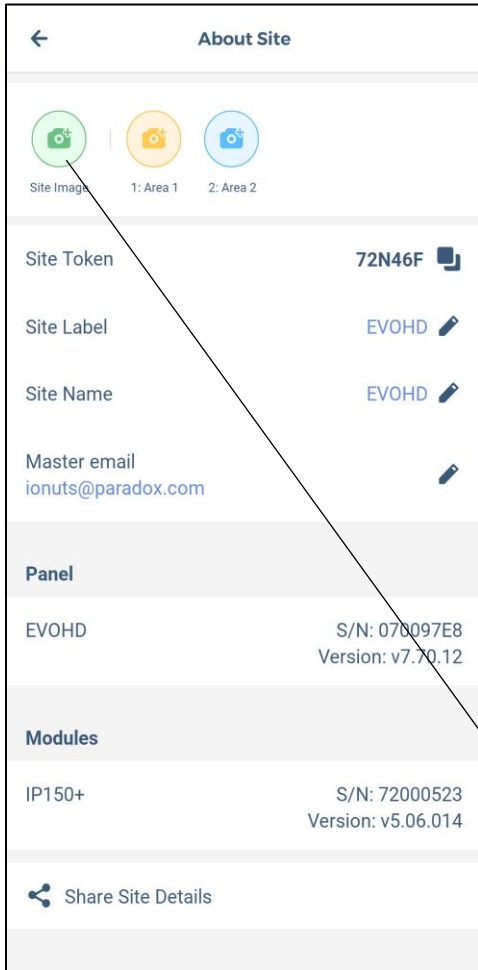 About Site
Site Image
1: Area 1
2: Area 2
Site Token
72N46F
Site Label
EVOHD
Site Name
EVOHD
Master email
ionuts@paradox.com
Panel
EVOHD
S/N: 070097E8
Version: v7.70.12
Modules
IP150+
S/N: 72000523
Version: v5.06.014
Share Site Details